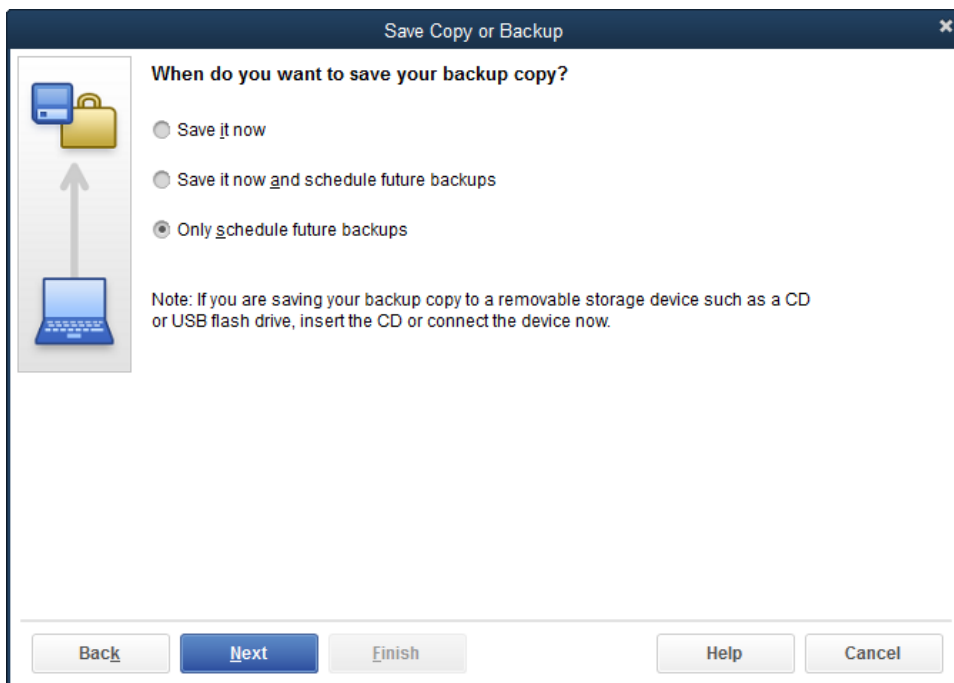 Save Copy or Backup
When do you want to save your backup copy?
Save it now
Save it now and schedule future backups
Only schedule future backups
Note: If you are saving your backup copy to a removable storage device such as a CD
or USB flash drive, insert the CD or connect the device now.
Back Next Finish Help Cancel